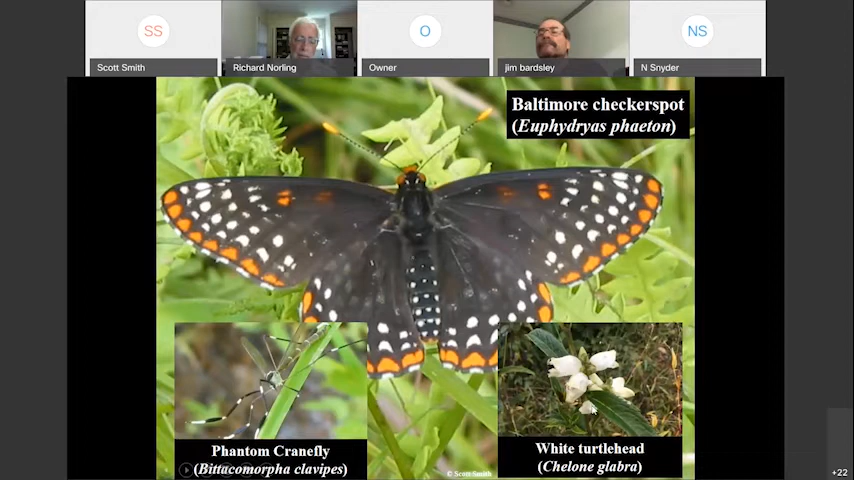 SS
O
NS
Scott Smith
Richard Norling
Owner
jim bardsley
N Snyder
Baltimore checkerspot
(Euphydryas phaeton)
Phantom Cranefly
(Bittacomorpha clavipes)
White turtlehead
(Chelone glabra)
© Scott Smith
+22